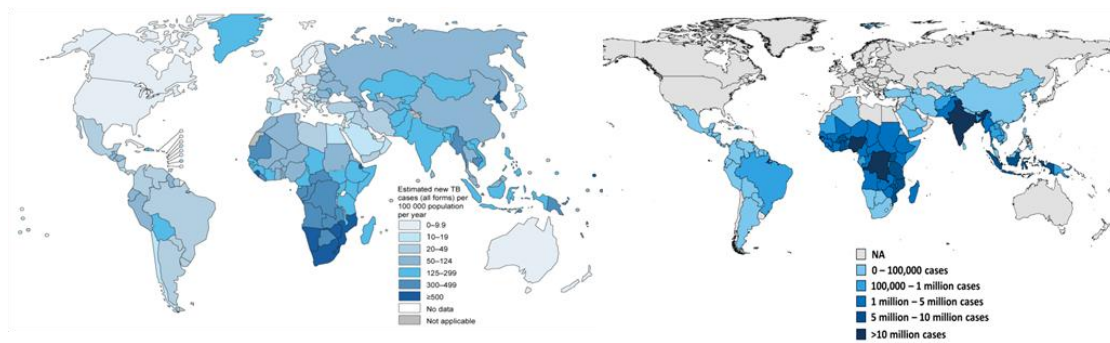 Estimated new TB
cases (all forms) per
100 000 population
per year
0–9.9
10–19
20–49
50–124
125–299
300–499
≥500
No data
Not applicable
NA
0 – 100,000 cases
100,000 – 1 million cases
1 million – 5 million cases
5 million – 10 million cases
>10 million cases